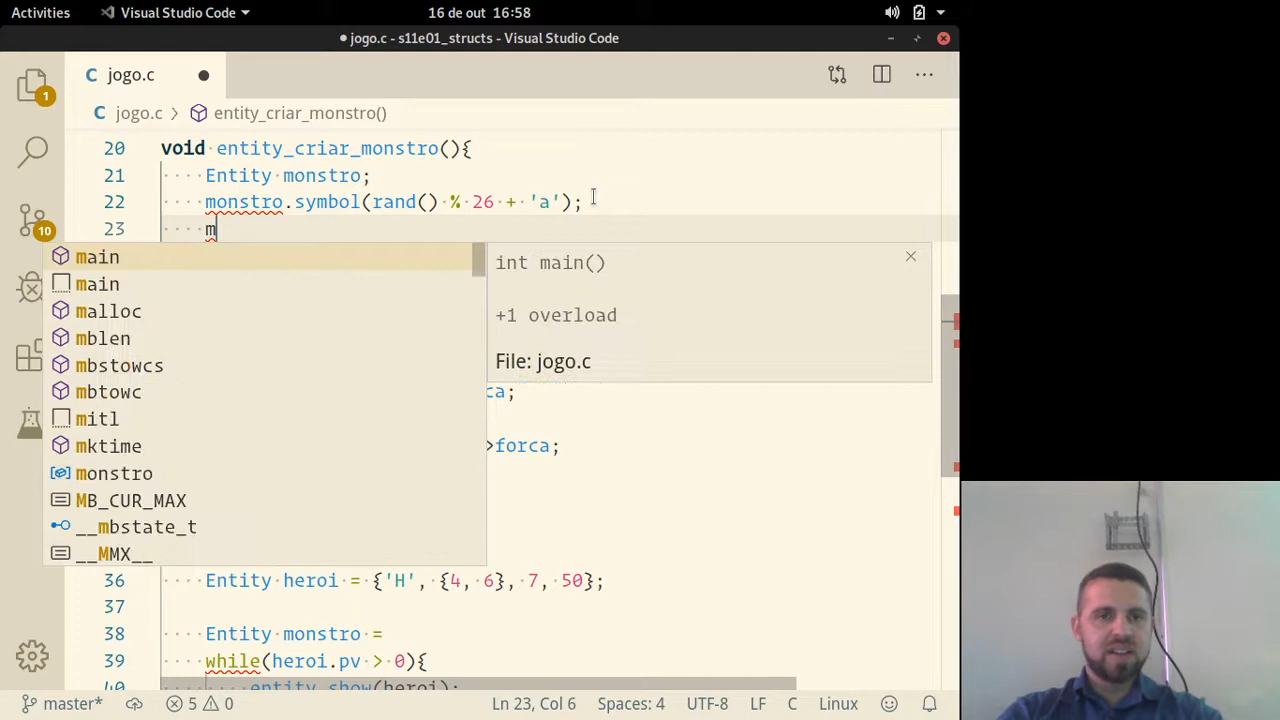 Activities Visual Studio Code 16 de out 16:58
● jogo.c - s11e01_structs - Visual Studio Code
C jogo.c ●
C jogo.c > entity_criar_monstro()
1
10
20 void entity_criar_monstro(){
21 Entity monstro;
22 monstro.symbol(rand() % 26 + 'a');
23 m
main
main
malloc
mblen
mbstowcs
mbtowc
mitl
mktime
monstro
MB_CUR_MAX
__mbstate_t
__MMX__
int main()
+1 overload
File: jogo.c
ca;
>forca;
36 Entity heroi = {'H', {4, 6}, 7, 50};
37
38 Entity monstro =
39 while(heroi.pv > 0){
40 entity_show(heroi);
master* 5 0 Ln 23, Col 6 Spaces: 4 UTF-8 LF C Linux